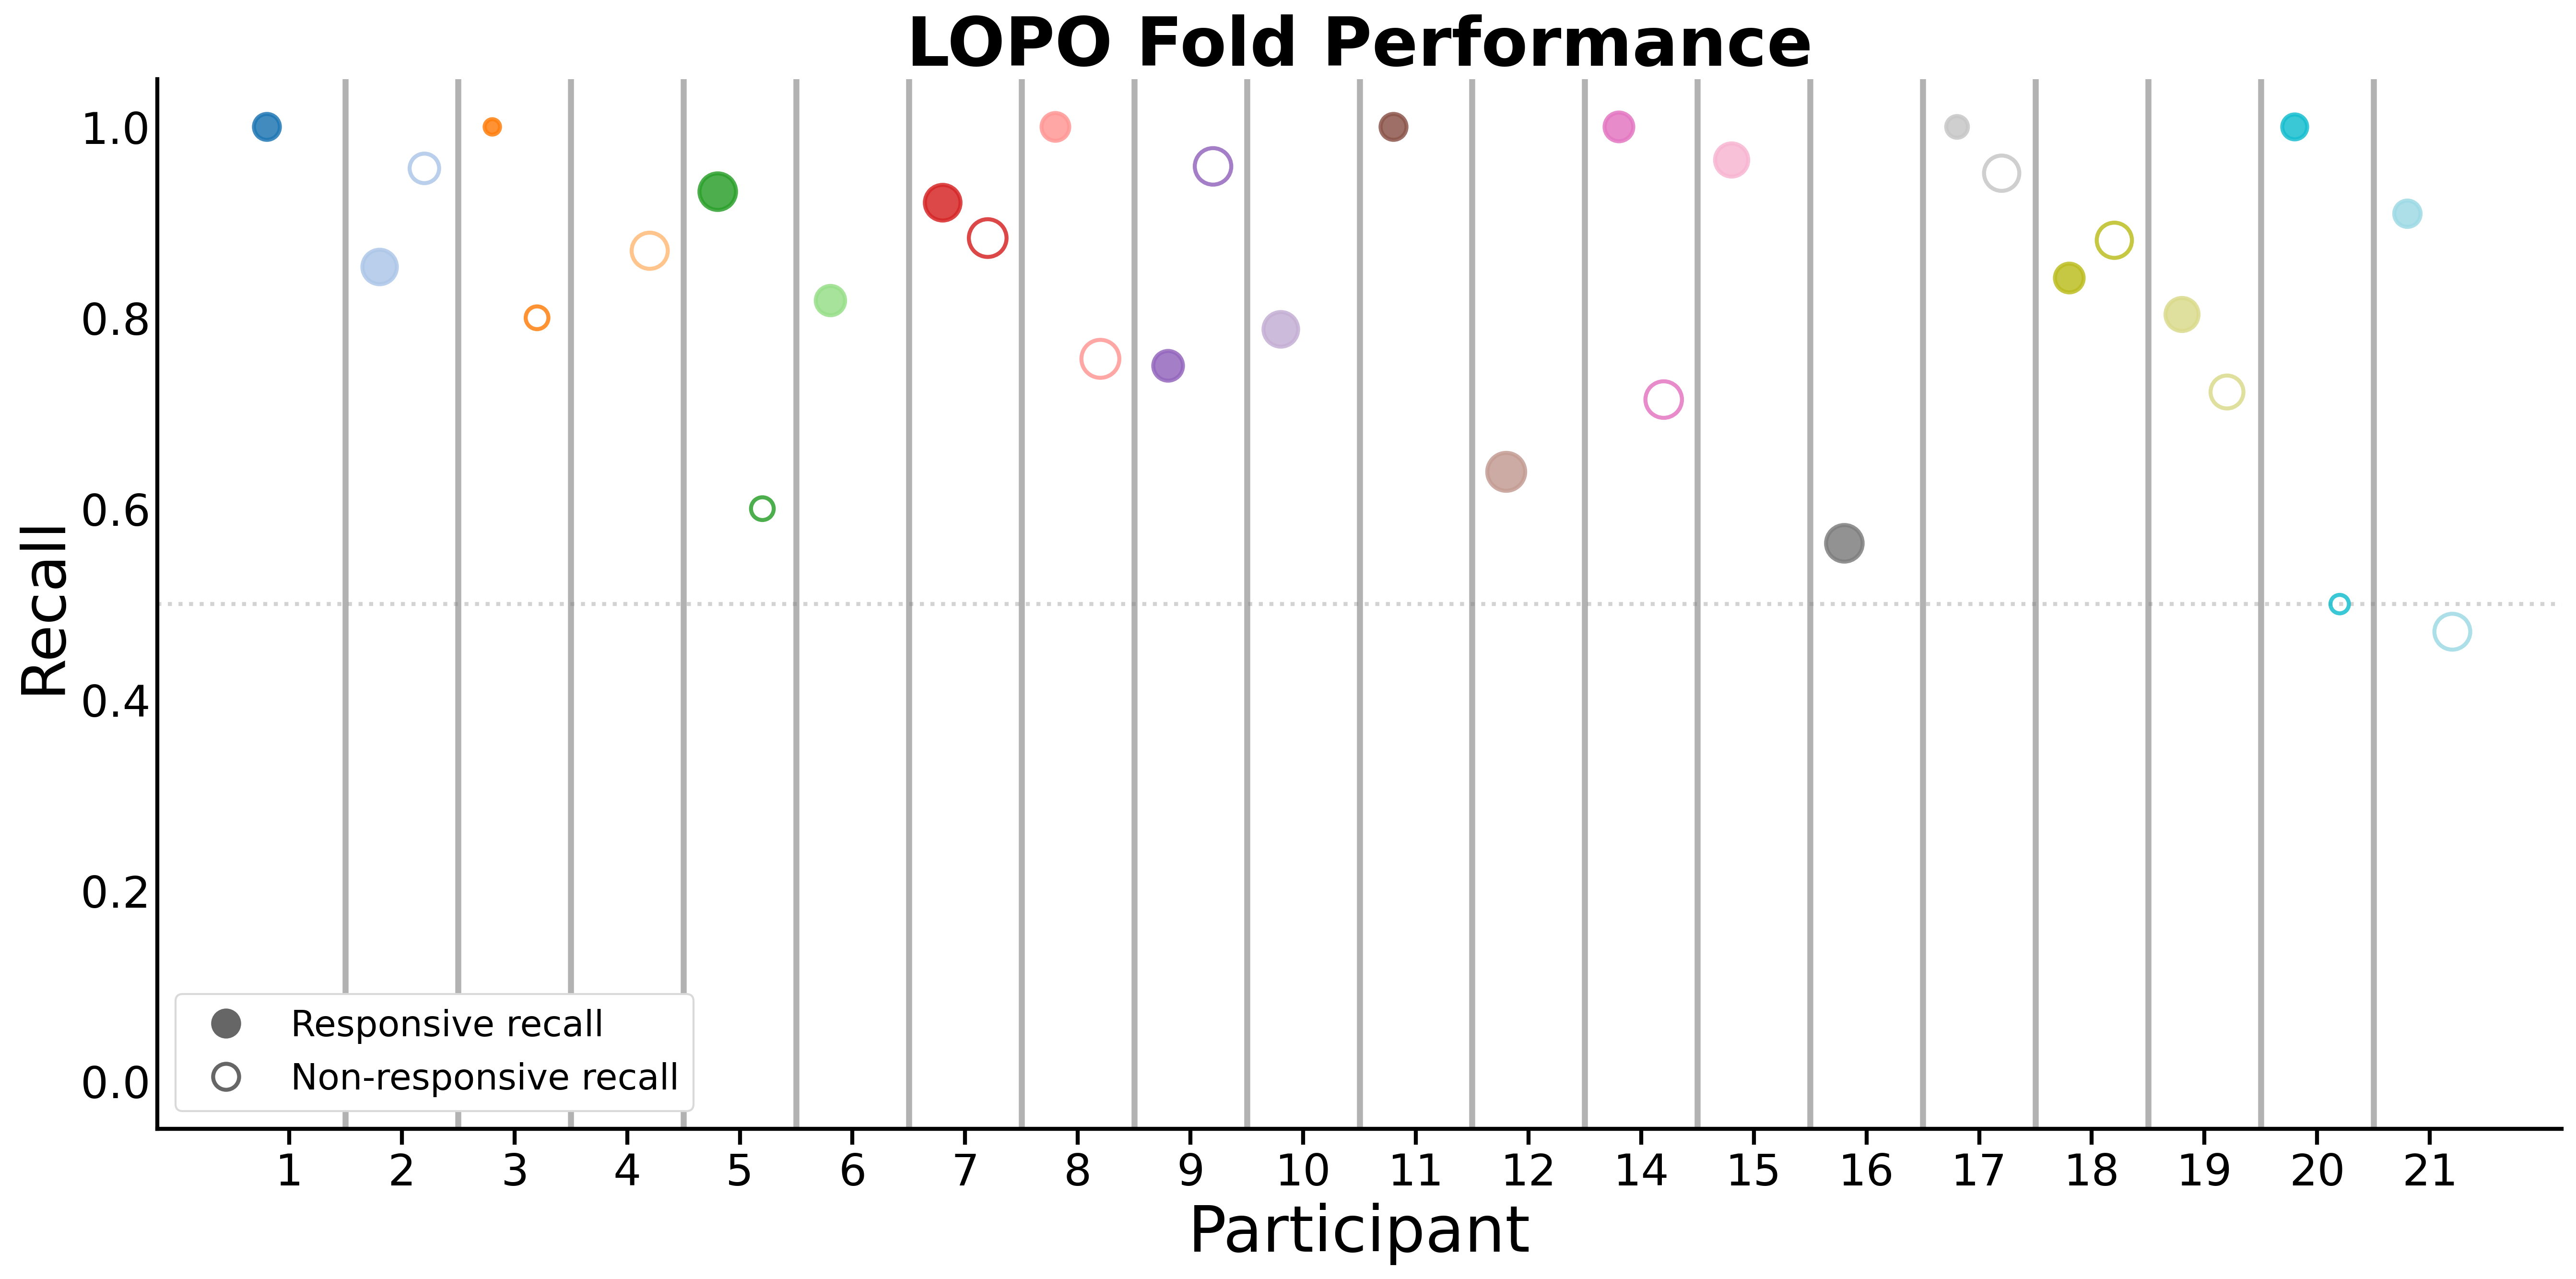 LOPO Fold Performance
1.0
0.8
0.6
0.4
0.2
0.0
Recall
Responsive recall
Non-responsive recall
1 2 3 4 5 6 7 8 9 10 11 12 14 15 16 17 18 19 20 21
Participant